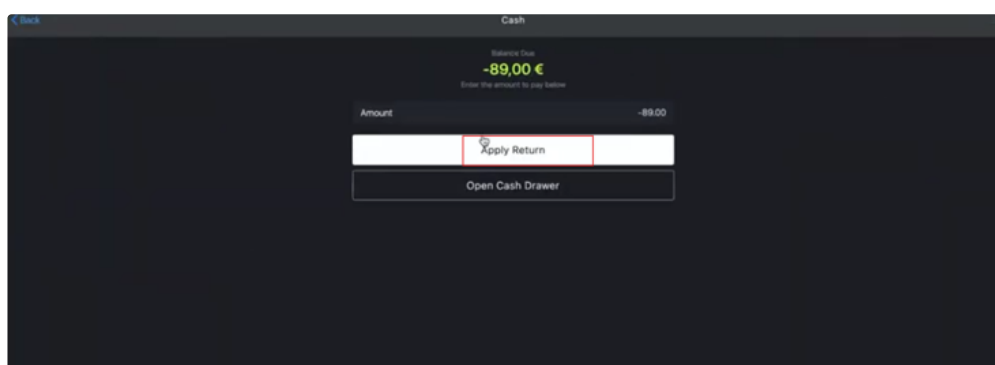 Back
Cash
Balance Due
-89,00 €
Enter the amount to pay below
Amount -89.00
Apply Return
Open Cash Drawer